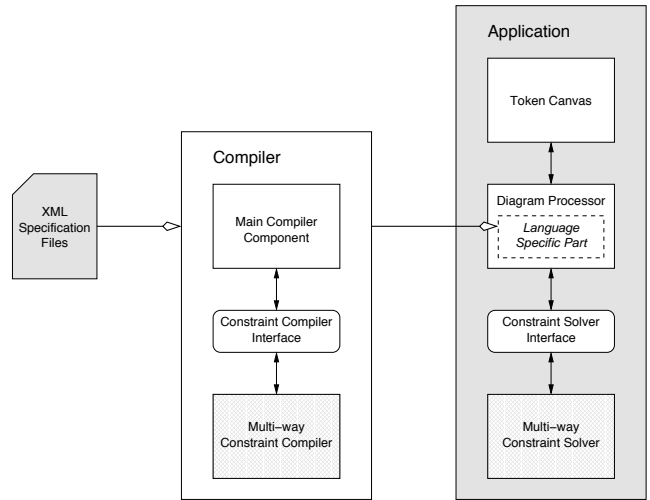 XML
Specification
Files
Compiler
Main Compiler
Component
Constraint Compiler
Interface
Multi–way
Constraint Compiler
Application
Token Canvas
Diagram Processor
Language
Specific Part
Constraint Solver
Interface
Multi–way
Constraint Solver